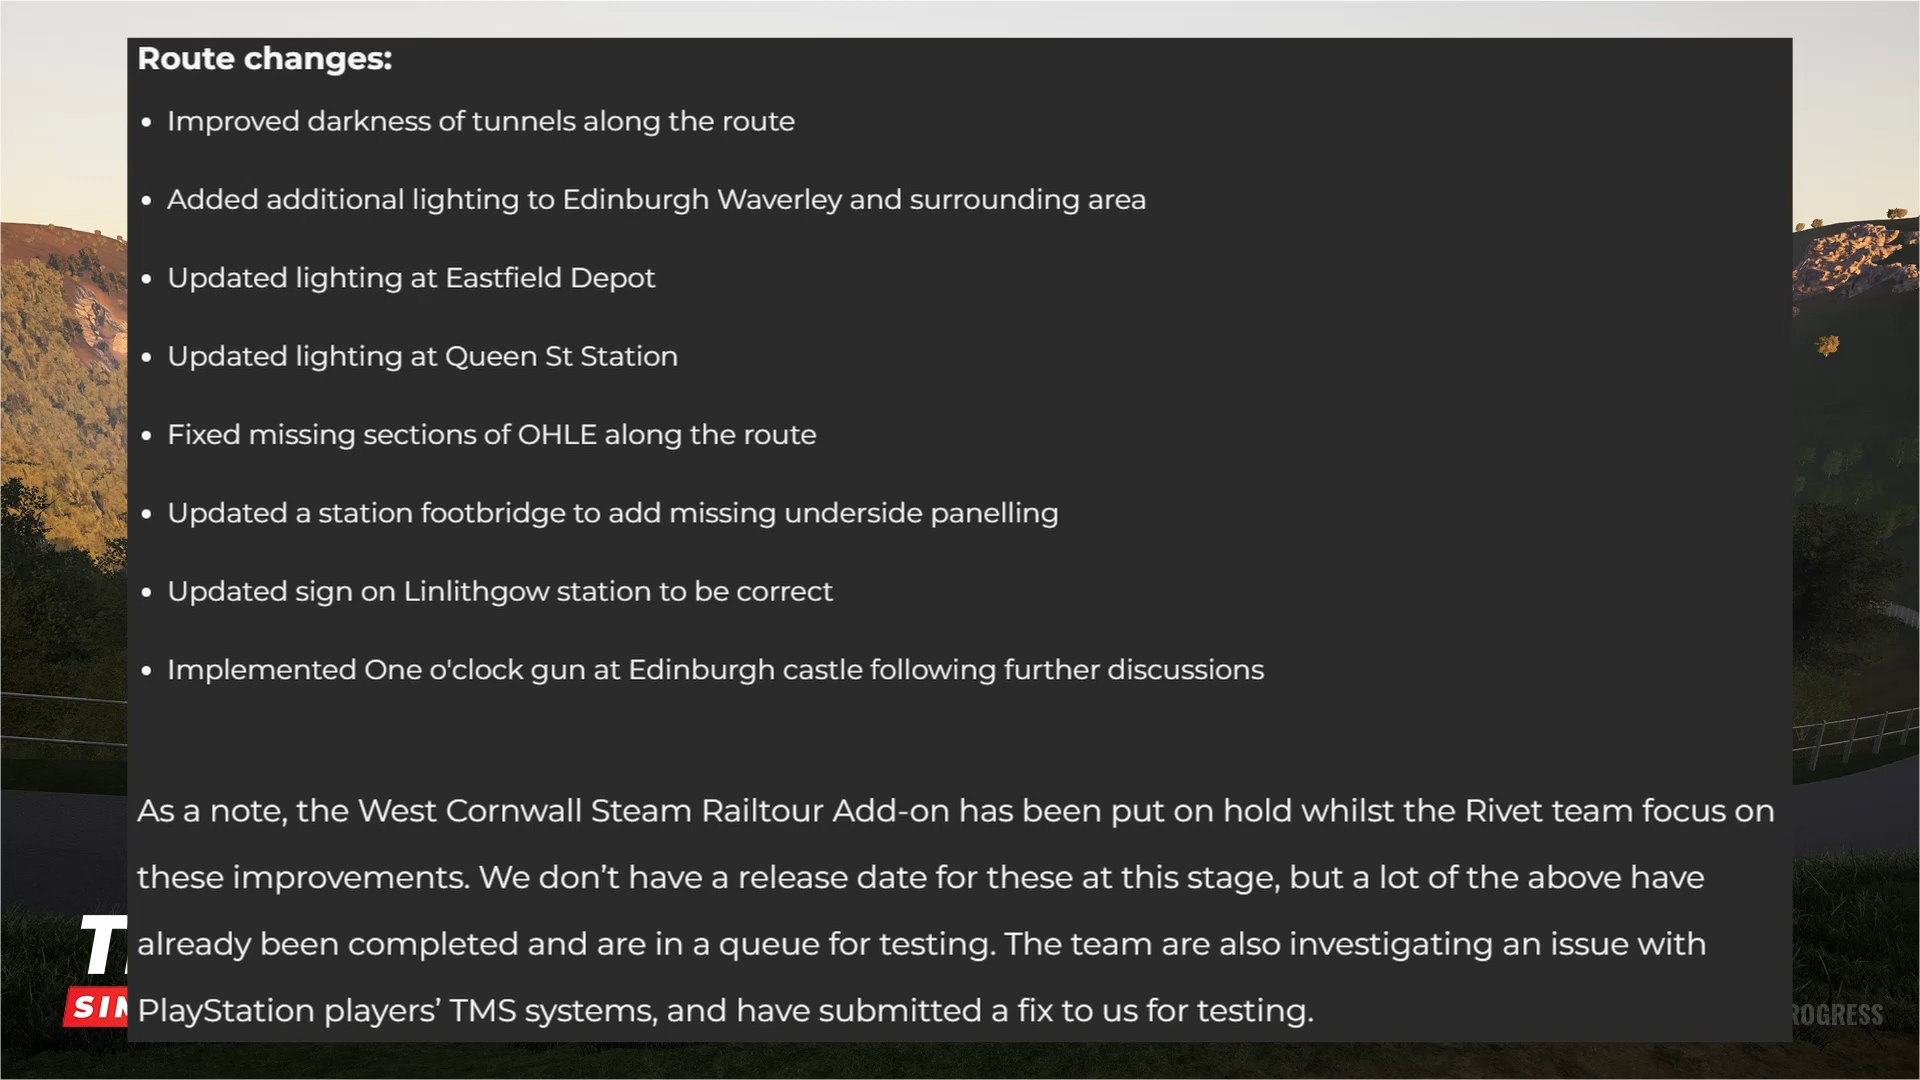 Route changes:
• Improved darkness of tunnels along the route
• Added additional lighting to Edinburgh Waverley and surrounding area
• Updated lighting at Eastfield Depot
• Updated lighting at Queen St Station
• Fixed missing sections of OHLE along the route
• Updated a station footbridge to add missing underside panelling
• Updated sign on Linlithgow station to be correct
• Implemented One o'clock gun at Edinburgh castle following further discussions
As a note, the West Cornwall Steam Railtour Add-on has been put on hold whilst the Rivet team focus on
these improvements. We don’t have a release date for these at this stage, but a lot of the above have
already been completed and are in a queue for testing. The team are also investigating an issue with
PlayStation players’ TMS systems, and have submitted a fix to us for testing.